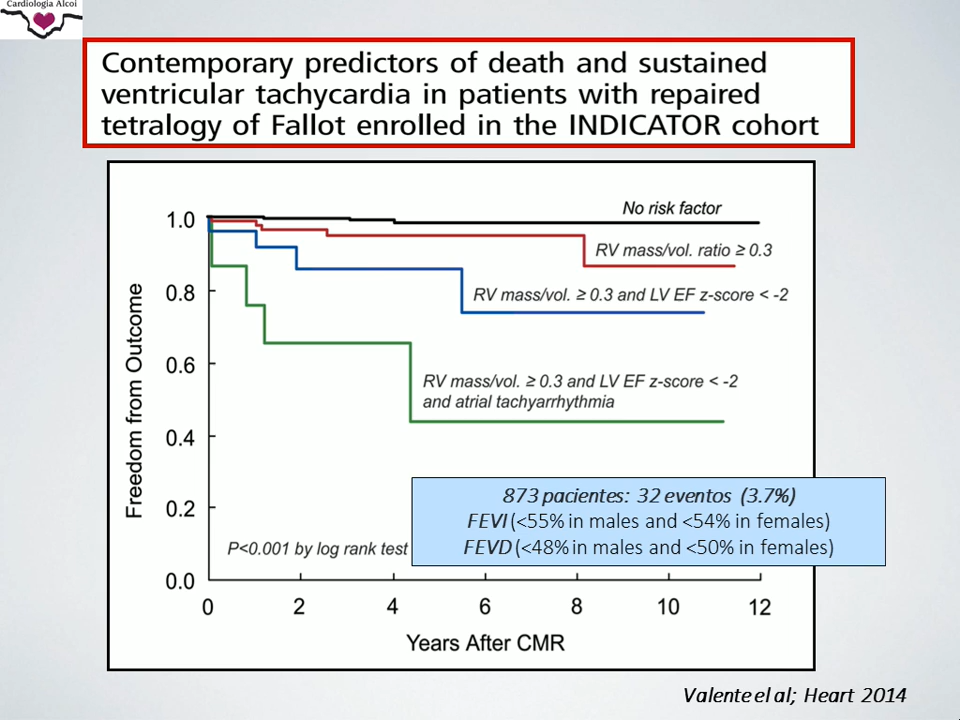 Cardiología Alcoi
Contemporary predictors of death and sustained
ventricular tachycardia in patients with repaired
tetralogy of Fallot enrolled in the INDICATOR cohort
No risk factor
RV mass/vol. ratio ≥ 0.3
RV mass/vol. ≥ 0.3 and LV EF z-score < -2
RV mass/vol. ≥ 0.3 and LV EF z-score < -2
and atrial tachyarrhythmia
Freedom from Outcome
1.0
0.8
0.6
0.4
0.2
0.0
P<0.001 by log rank test
873 pacientes: 32 eventos (3.7%)
FEVI (<55% in males and <54% in females)
FEVD (<48% in males and <50% in females)
0 2 4 6 8 10 12
Years After CMR
Valente el al; Heart 2014